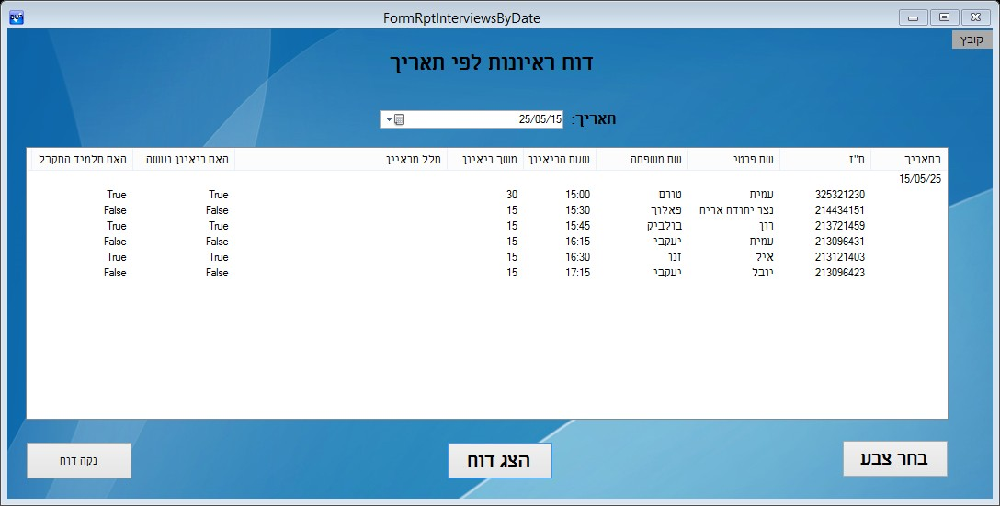 FormRptInterviewsByDate
קובץ
דוח ראיונות לפי תאריך
תאריך: 25/05/15
בתאריך ת"ז שם פרטי שם משפחה שעת הריאיון משך ריאיון מלל מראיין האם ריאיון נעשה האם תלמיד התקבל
15/05/25
325321230 עמית טורם 15:00 30 True True
214434151 נצר יהודה אריה פאלוך 15:30 15 False False
213721459 רון בולביק 15:45 15 True True
213096431 עמית יעקבי 16:15 15 False False
213121403 איל זנו 16:30 15 True True
213096423 יובל יעקבי 17:15 15 False False
בחר צבע הצג דוח נקה דוח